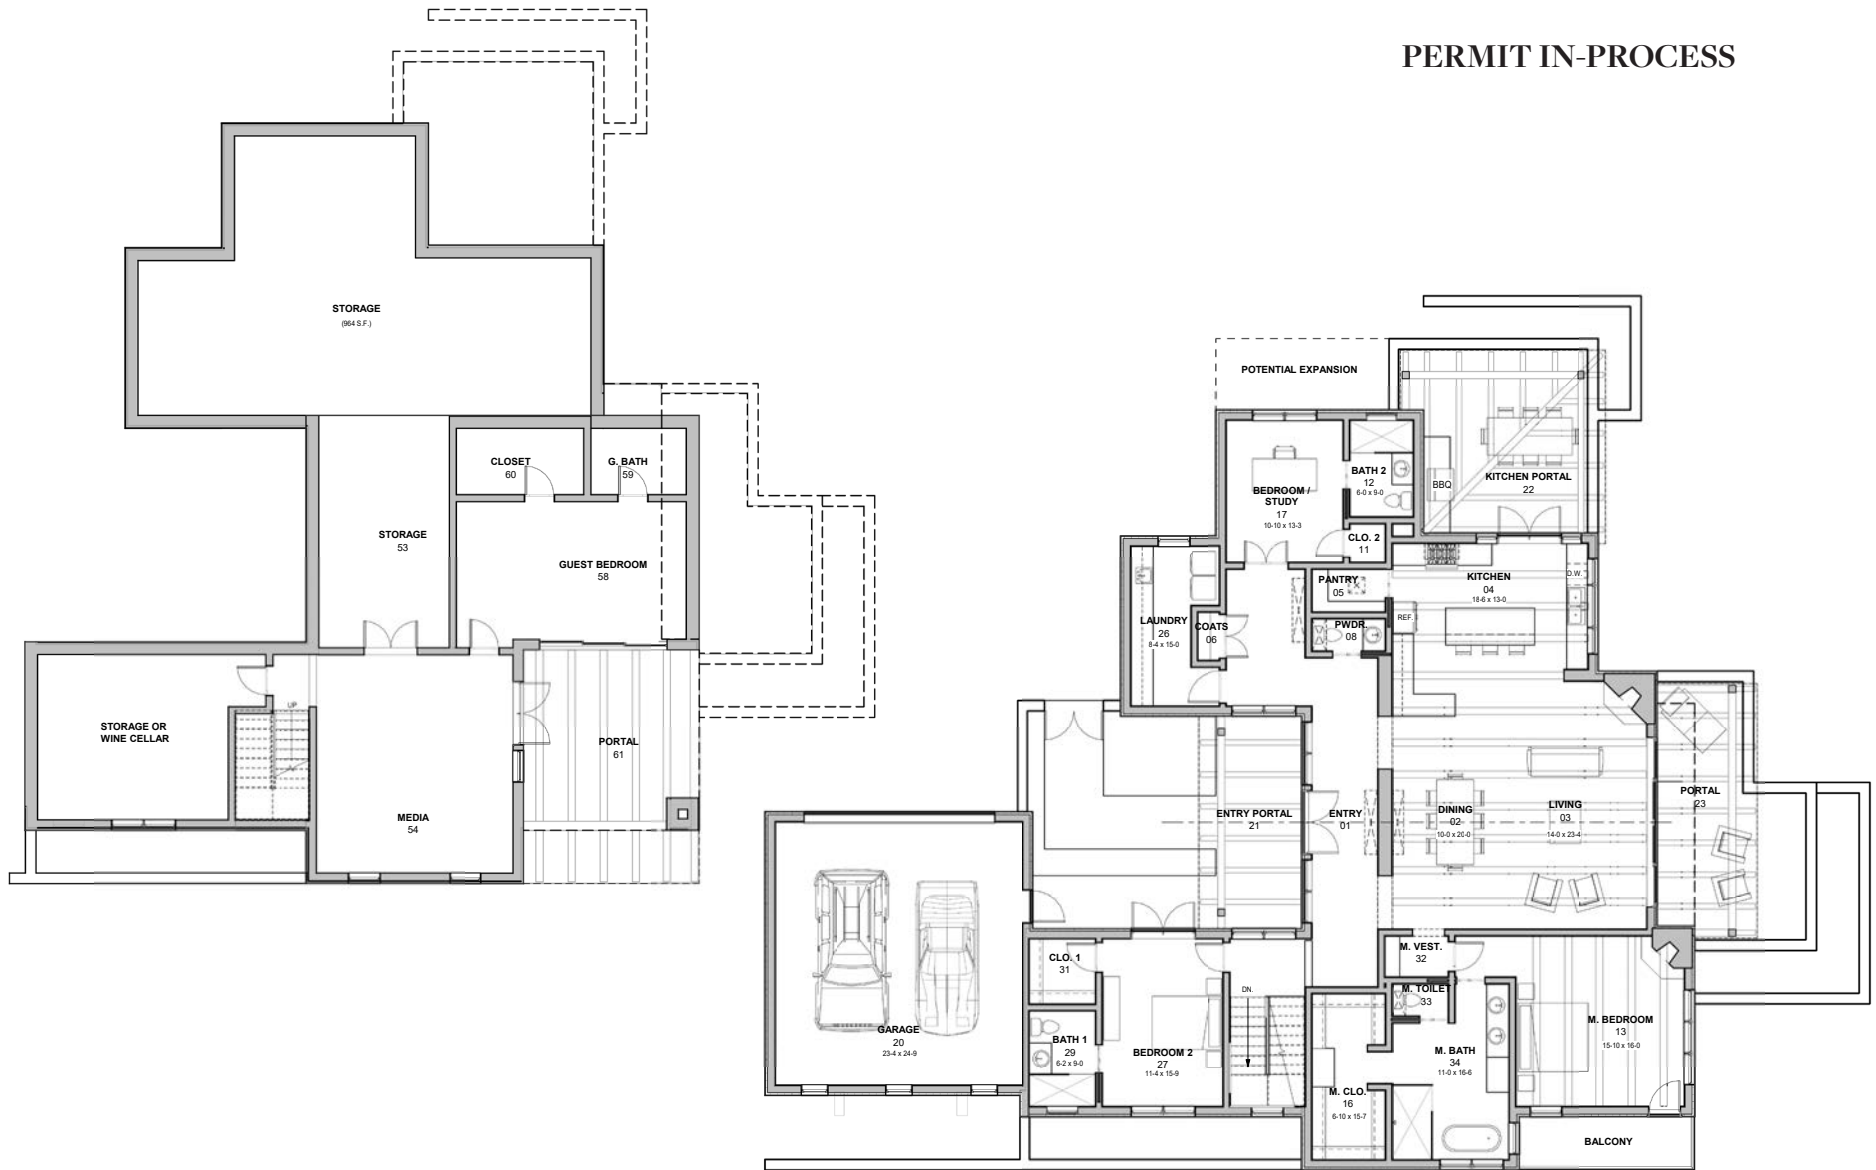 PERMIT IN-PROCESS
STORAGE
(964 S.F.)
CLOSET
60
G. BATH
59
STORAGE
53
GUEST BEDROOM
58
STORAGE OR
WINE CELLAR
UP
MEDIA
54
PORTAL
61
POTENTIAL EXPANSION
BEDROOM /
STUDY
17
10-10 x 13-3
BATH 2
12
6-0 x 9-0
BBQ
KITCHEN PORTAL
22
CLO. 2
11
PANTRY
05
KITCHEN
04
18-6 x 13-0
D.W.
REF.
LAUNDRY
26
8-4 x 15-0
COATS
06
PWDR.
08
ENTRY PORTAL
21
ENTRY
01
DINING
02
10-0 x 20-0
LIVING
03
14-0 x 23-4
PORTAL
23
GARAGE
20
23-4 x 24-9
CLO. 1
31
BATH 1
29
6-2 x 9-0
BEDROOM 2
27
11-4 x 15-9
DN.
M. VEST.
32
M. TOILET
33
M. BATH
34
11-0 x 16-6
M. CLO.
16
6-10 x 15-7
M. BEDROOM
13
15-10 x 16-0
BALCONY